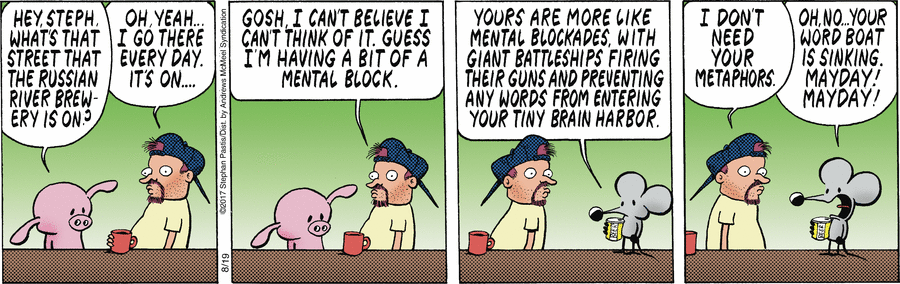 HEY, STEPH.
WHAT'S THAT
STREET THAT
THE RUSSIAN
RIVER BREW-
ERY IS ON?
OH, YEAH...
I GO THERE
EVERY DAY.
IT'S ON....
©2017 Stephan Pastis/Dist. by Andrews McMeel Syndication
8/19
GOSH, I CAN'T BELIEVE I
CAN'T THINK OF IT. GUESS
I'M HAVING A BIT OF A
MENTAL BLOCK.
YOURS ARE MORE LIKE
MENTAL BLOCKADES, WITH
GIANT BATTLESHIPS FIRING
THEIR GUNS AND PREVENTING
ANY WORDS FROM ENTERING
YOUR TINY BRAIN HARBOR.
BEER
I DON'T
NEED
YOUR
METAPHORS.
OH, NO...YOUR
WORD BOAT
IS SINKING.
MAYDAY!
MAYDAY!
BEER